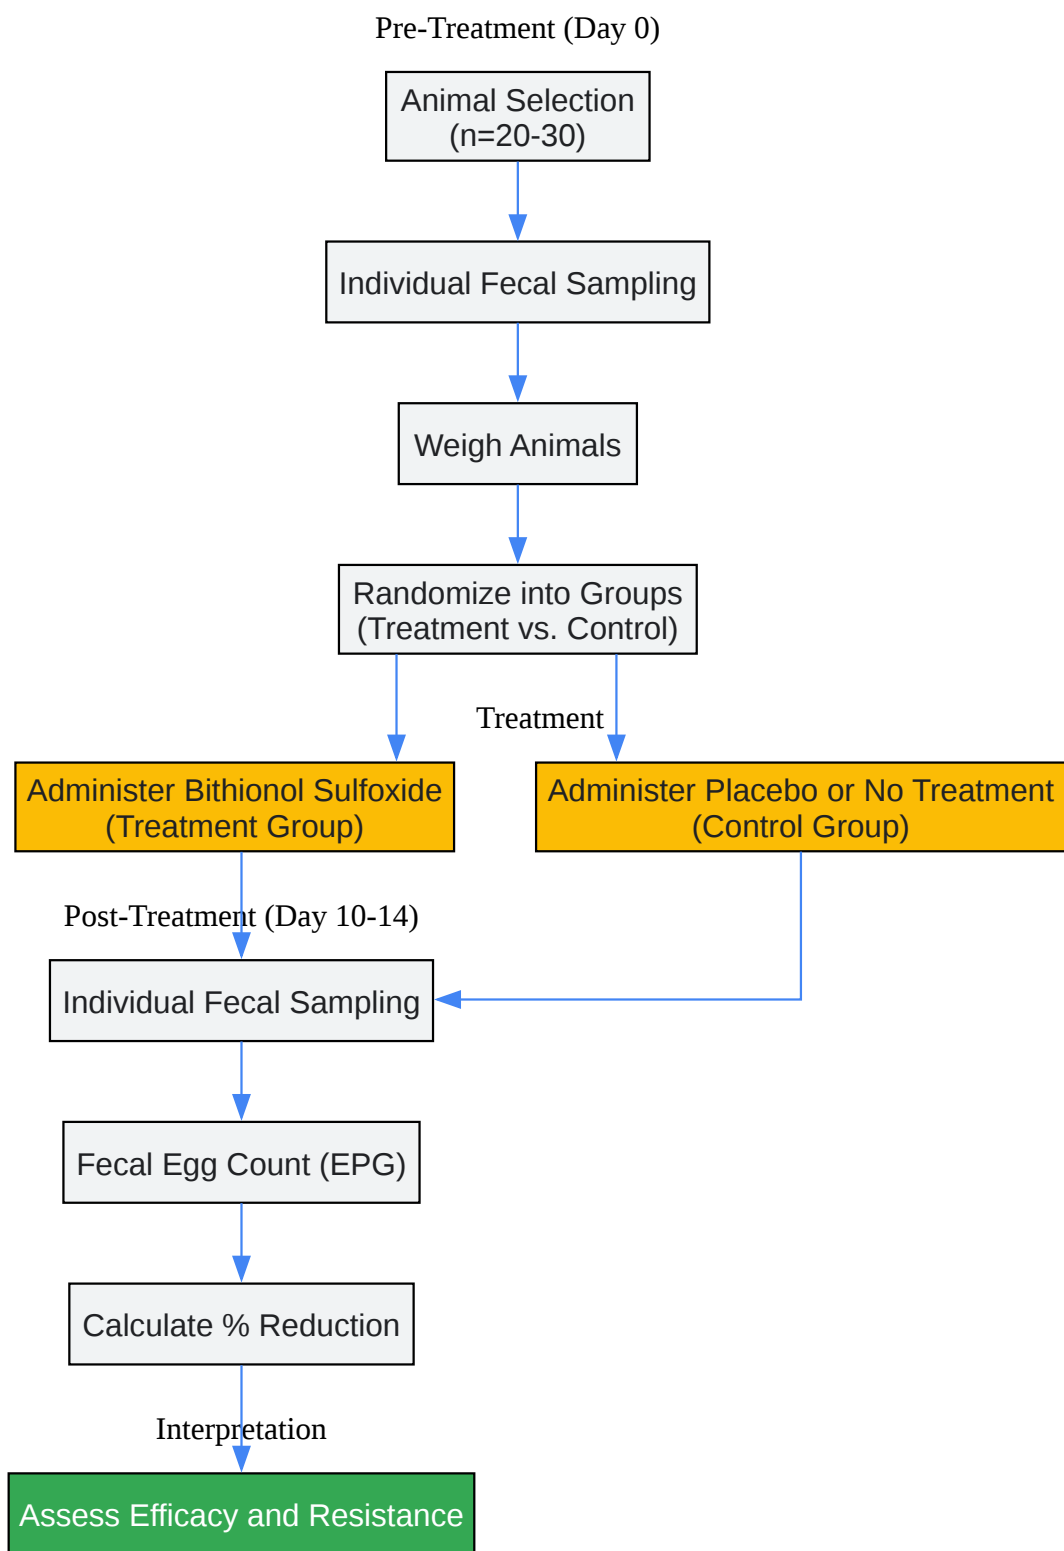 Pre-Treatment (Day 0)
Animal Selection
(n=20-30)
Individual Fecal Sampling
Weigh Animals
Randomize into Groups
(Treatment vs. Control)
Treatment
Administer Bithionol Sulfoxide
(Treatment Group)
Administer Placebo or No Treatment
(Control Group)
Post-Treatment (Day 10-14)
Individual Fecal Sampling
Fecal Egg Count (EPG)
Calculate % Reduction
Interpretation
Assess Efficacy and Resistance